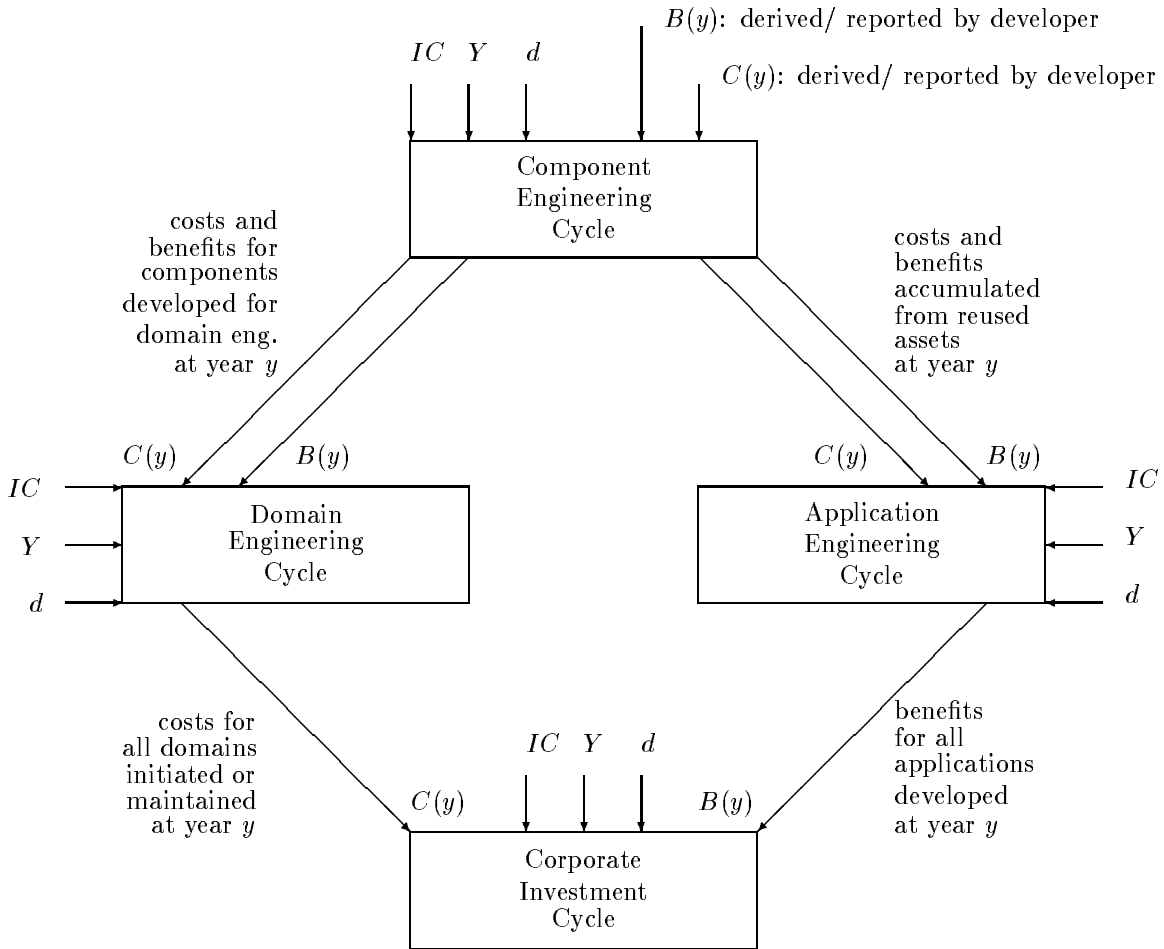 B(y): derived/ reported by developer
IC Y d
C(y): derived/ reported by developer
Component
Engineering
Cycle
costs and
benefits for
components
developed for
domain eng.
at year y
costs and
benefits
accumulated
from reused
assets
at year y
C(y) B(y)
C(y) B(y)
IC
Y
d
Domain
Engineering
Cycle
Application
Engineering
Cycle
IC
Y
d
costs for
all domains
initiated or
maintained
at year y
IC Y d
benefits
for all
applications
developed
at year y
C(y) B(y)
Corporate
Investment
Cycle